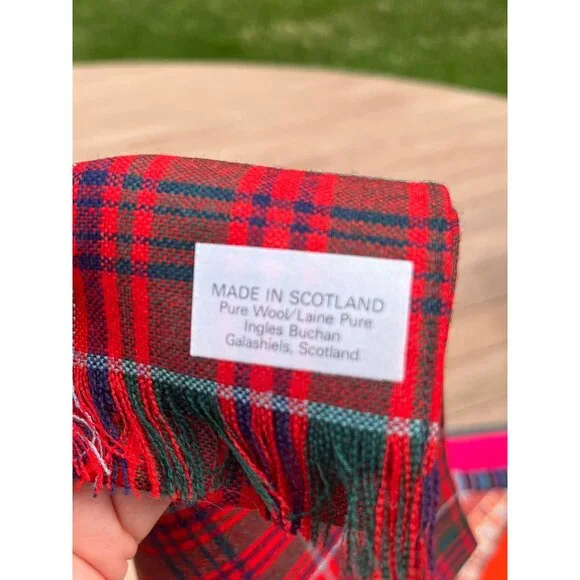 MADE IN SCOTLAND
Pure Wool/Laine Pure
Ingles Buchan
Galashiels, Scotland